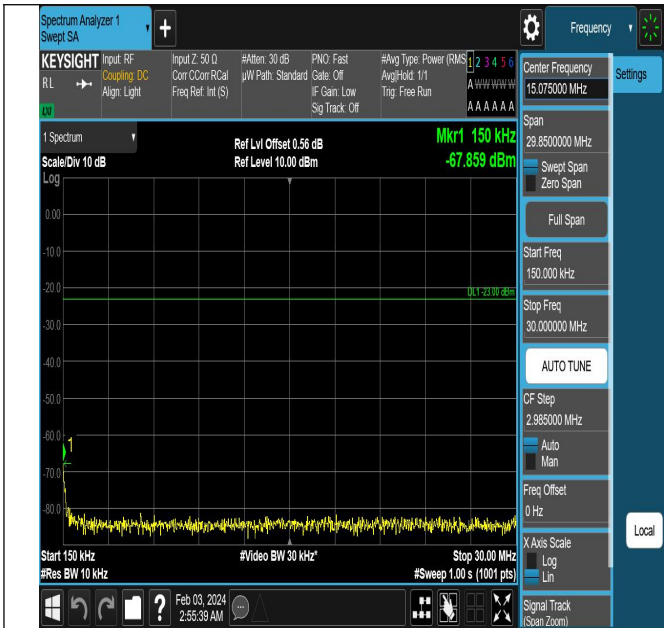 Spectrum Analyzer 1
Swept SA
Frequency
KEYSIGHT
R L
LXI
Input: RF
Coupling: DC
Align: Light
Input Z: 50 Ω
Corr CCorr RCal
Freq Ref: Int (S)
#Atten: 30 dB
µW Path: Standard
PNO: Fast
Gate: Off
IF Gain: Low
Sig Track: Off
#Avg Type: Power (RMS
Avg|Hold: 1/1
Trig: Free Run
1 2 3 4 5 6
A W W W W W
A A A A A A
Center Frequency
15.075000 MHz
Settings
Span
29.8500000 MHz
Swept Span
Zero Span
Full Span
Start Freq
150.000 kHz
Stop Freq
30.000000 MHz
AUTO TUNE
CF Step
2.985000 MHz
Auto
Man
Freq Offset
0 Hz
X Axis Scale
Log
Lin
Signal Track
(Span Zoom)
Local
1 Spectrum
Scale/Div 10 dB
Log
Ref Lvl Offset 0.56 dB
Ref Level 10.00 dBm
Mkr1 150 kHz
-67.859 dBm
0.00
-10.0
-20.0
DL1 -23.00 dBm
-30.0
-40.0
-50.0
-60.0
1
-70.0
-80.0
Start 150 kHz
#Video BW 30 kHz*
Stop 30.00 MHz
#Res BW 10 kHz
#Sweep 1.00 s (1001 pts)
?
Feb 03, 2024
2:55:39 AM